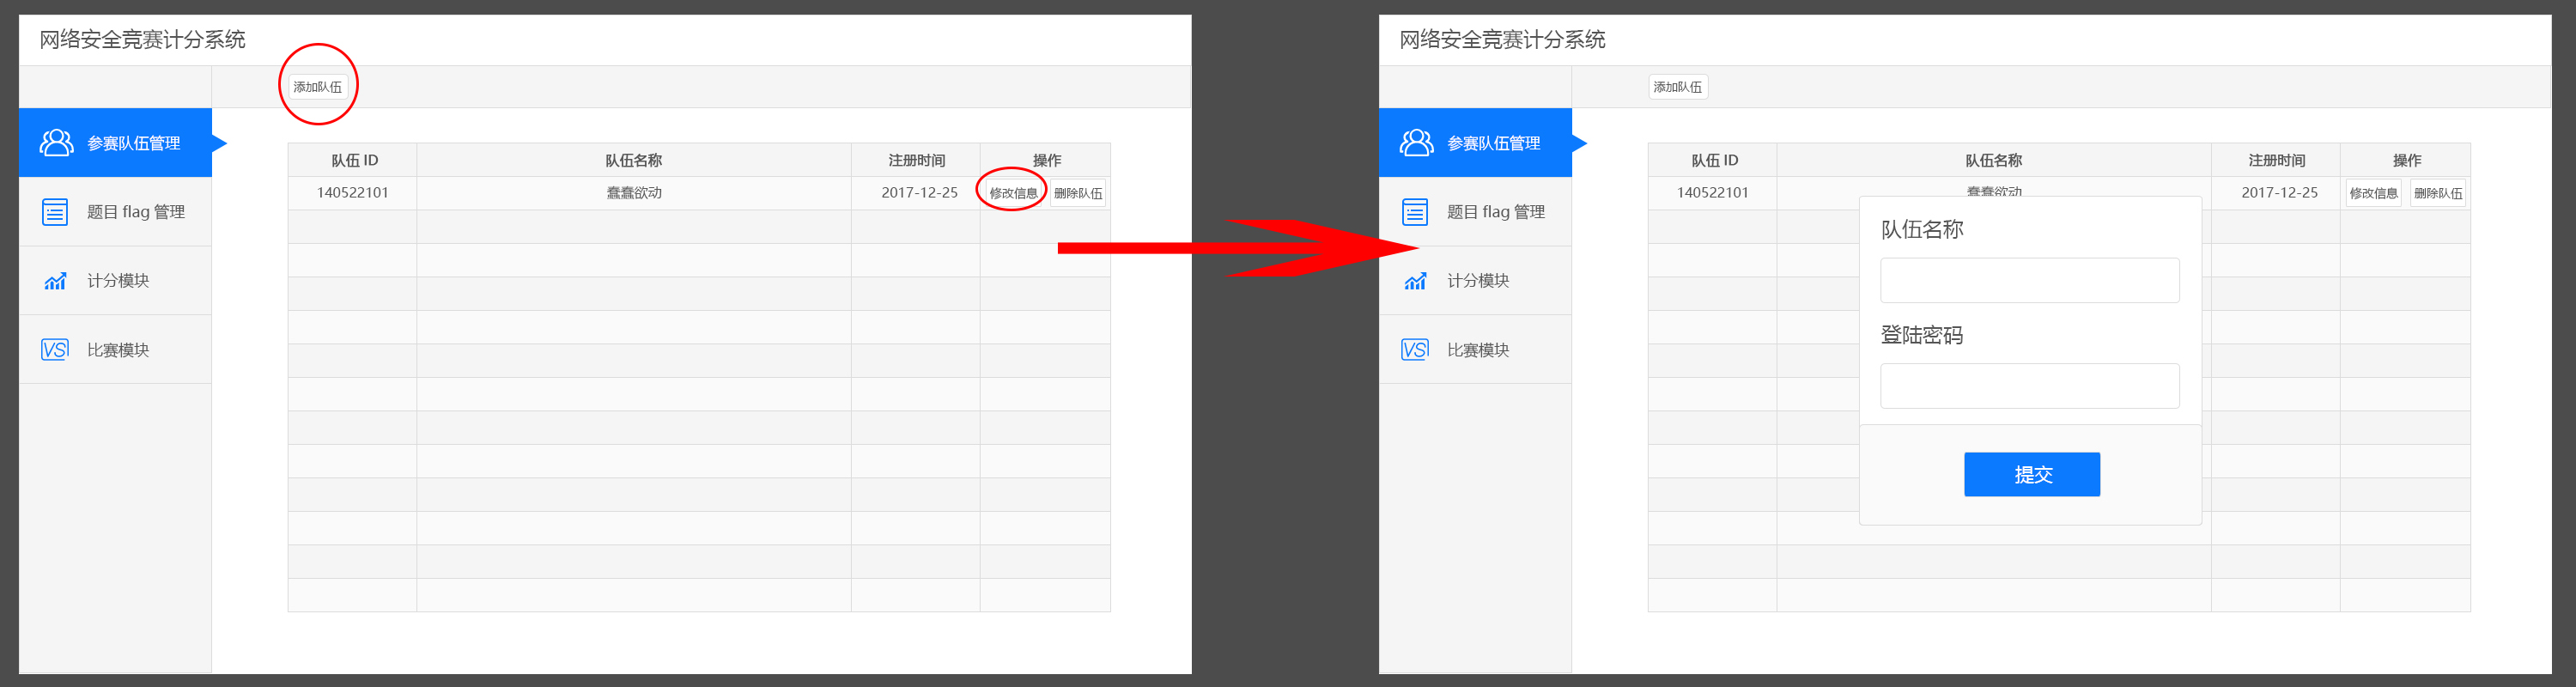 网络安全竞赛计分系统
添加队伍
参赛队伍管理
题目 flag 管理
计分模块
比赛模块
队伍 ID 队伍名称 注册时间 操作
140522101 蠢蠢欲动 2017-12-25 修改信息 删除队伍
网络安全竞赛计分系统
添加队伍
参赛队伍管理
题目 flag 管理
计分模块
比赛模块
队伍 ID 队伍名称 注册时间 操作
140522101 蠢蠢欲动 2017-12-25 修改信息 删除队伍
队伍名称
登陆密码
提交